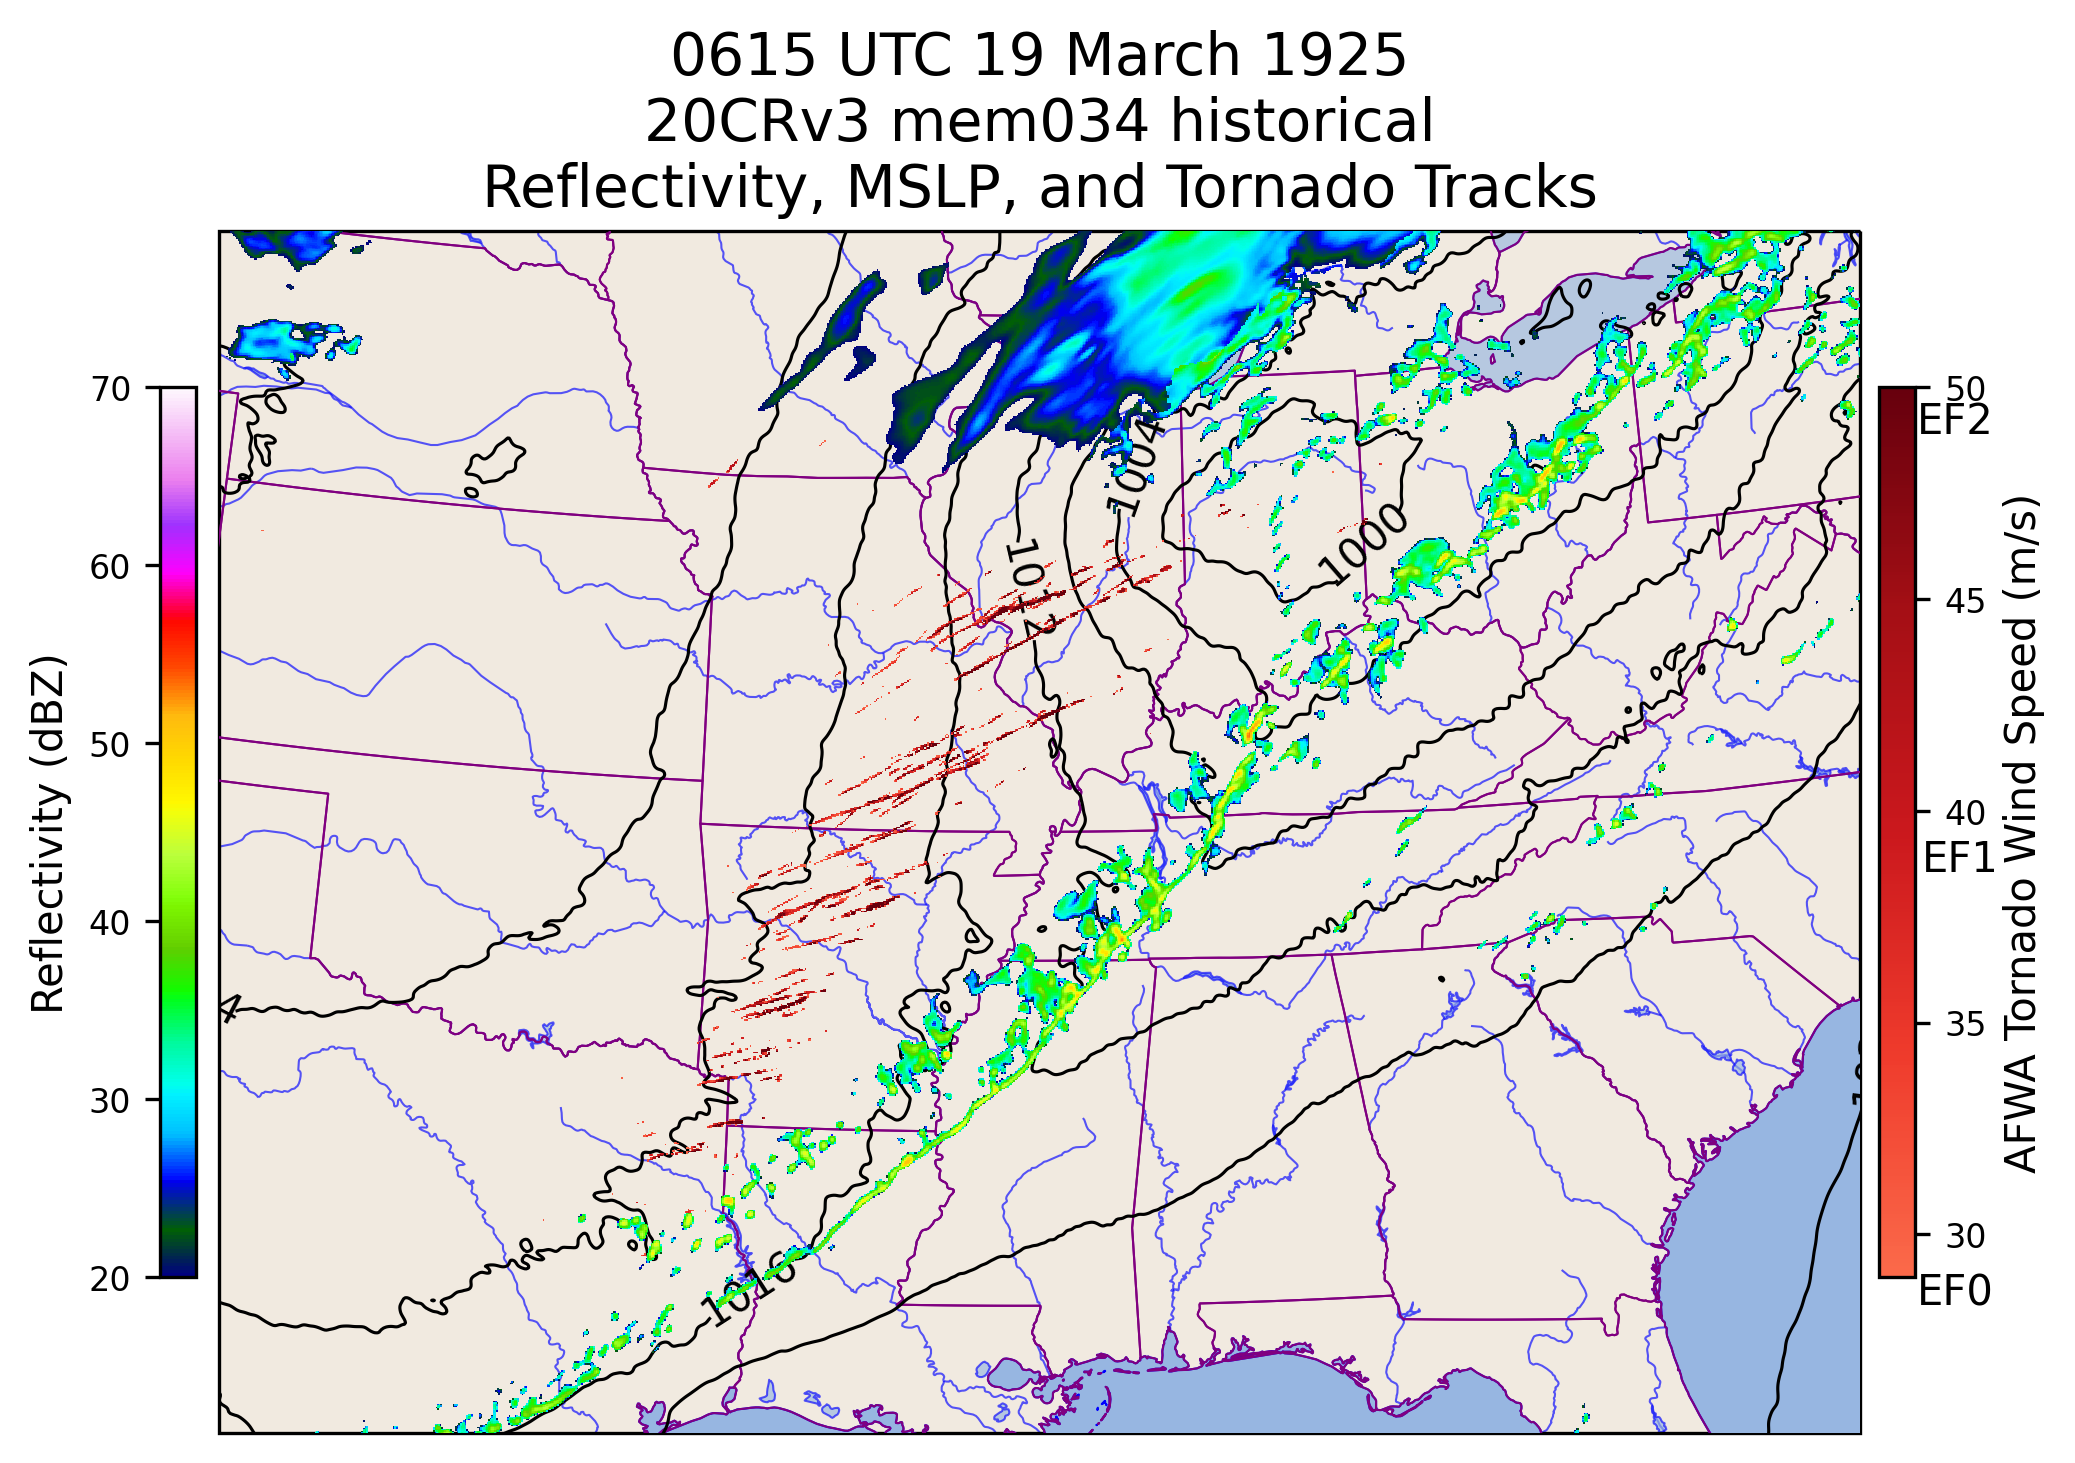 0615 UTC 19 March 1925
20CRv3 mem034 historical
Reflectivity, MSLP, and Tornado Tracks
Reflectivity (dBZ)
70
60
50
40
30
20
1004
1000
1012
1016
4
50
EF2
45
40
EF1
35
30
EF0
AFWA Tornado Wind Speed (m/s)